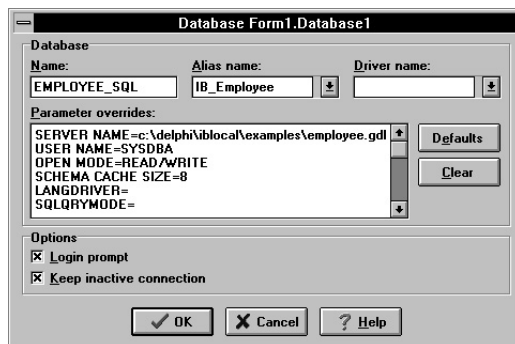 Database Form1.Database1
Database
Name: Alias name: Driver name:
EMPLOYEE_SQL IB_Employee
Parameter overrides:
SERVER NAME=c:\delphi\iblocal\examples\employee.gdl
USER NAME=SYSDBA
OPEN MODE=READ/WRITE
SCHEMA CACHE SIZE=8
LANGDRIVER=
SQLQRYMODE=
Defaults
Clear
Options
Login prompt
Keep inactive connection
OK Cancel ? Help